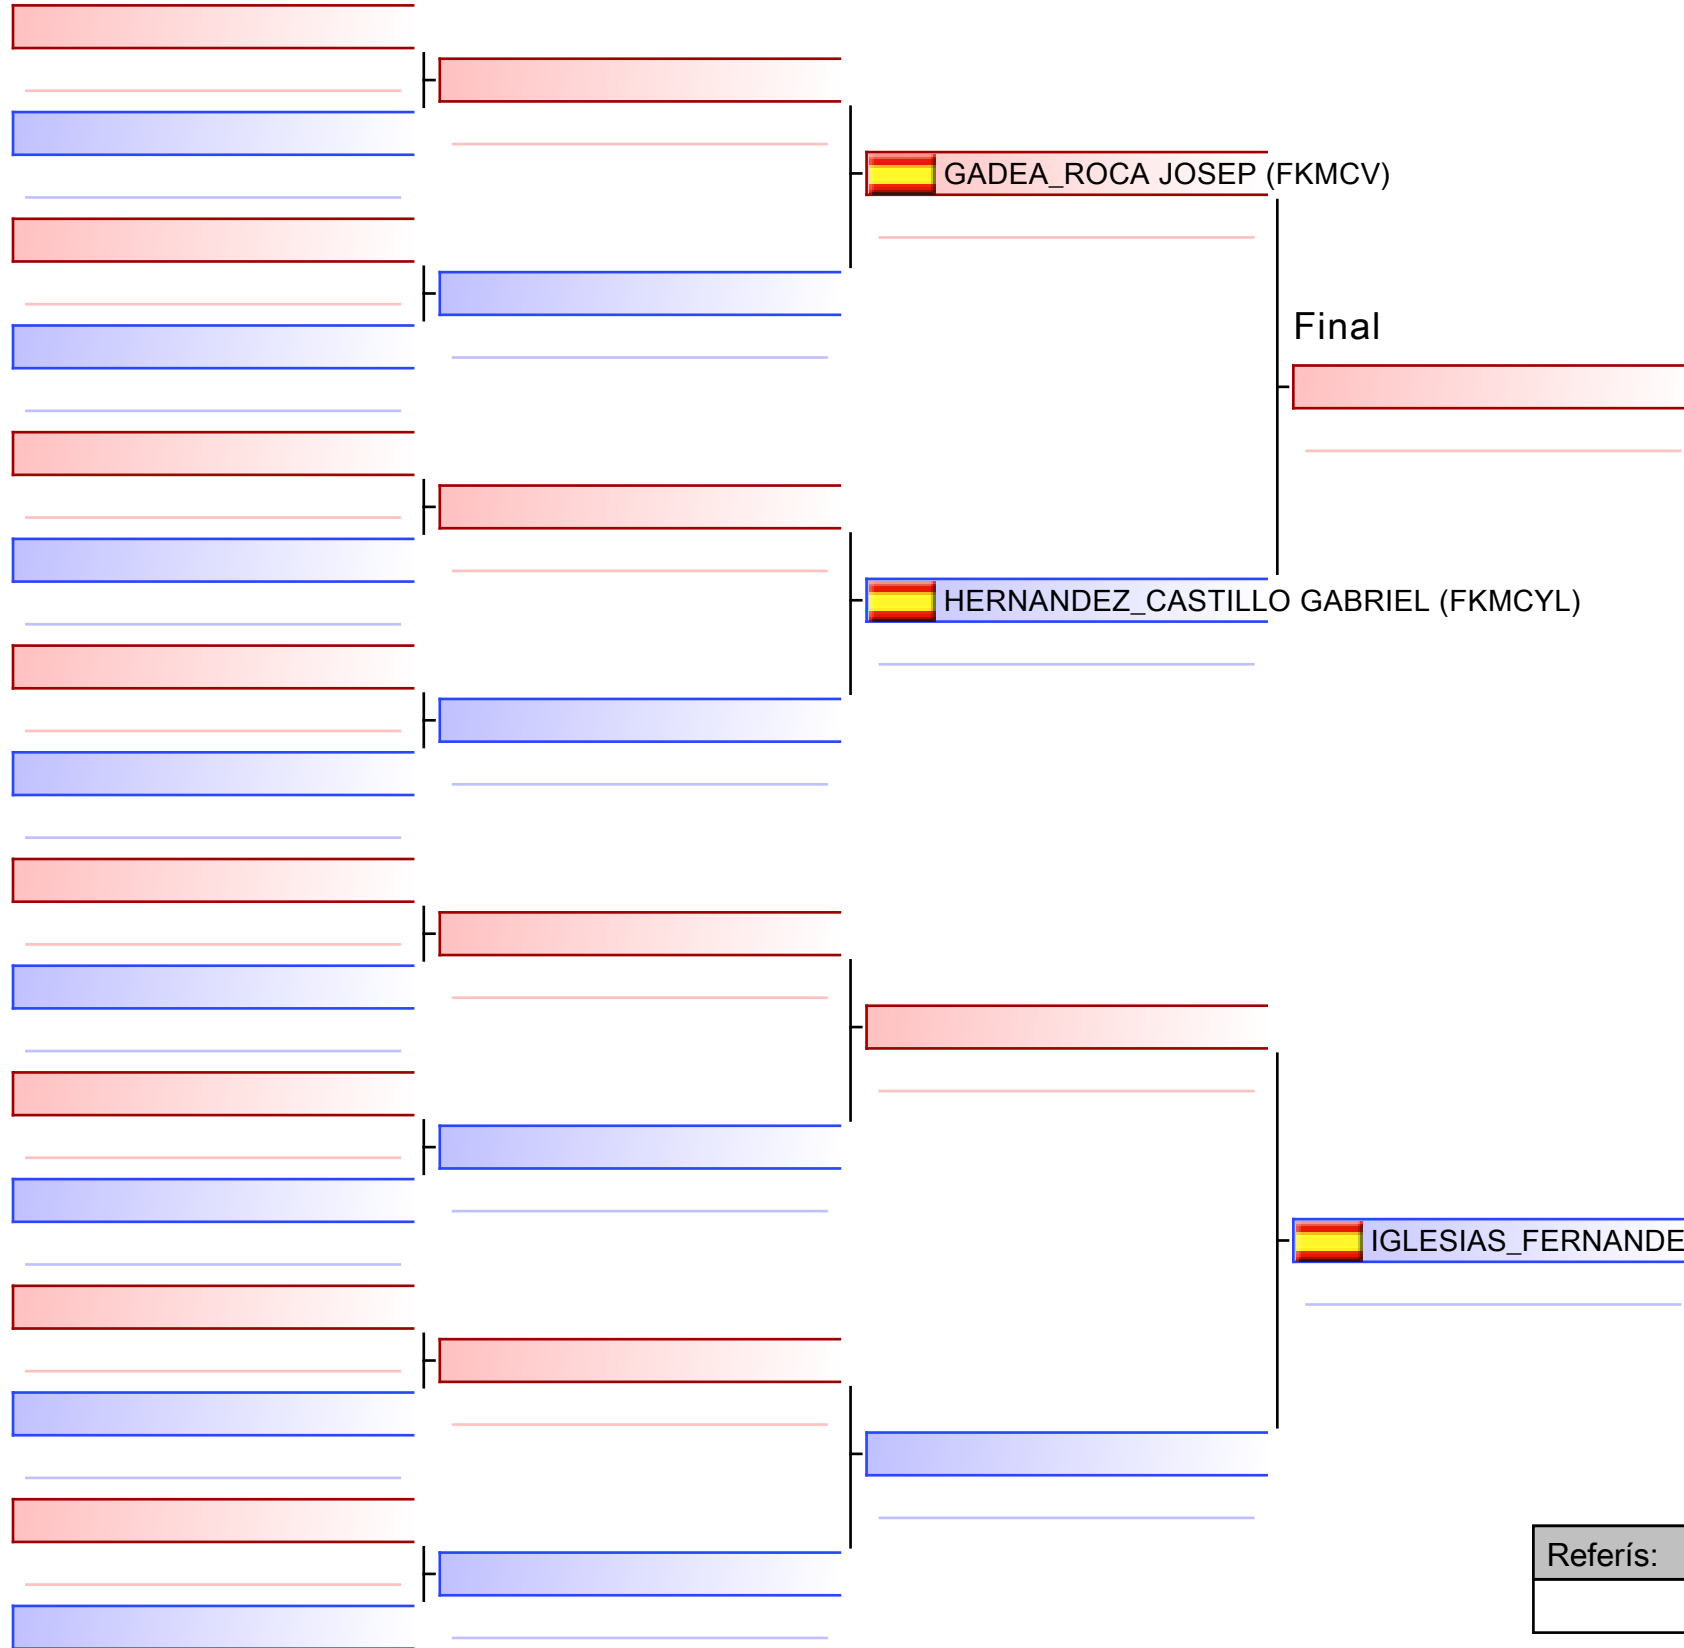 GADEA_ROCA JOSEP (FKMCV)
Final
HERNANDEZ_CASTILLO GABRIEL (FKMCYL)
IGLESIAS_FERNANDE
Referís: